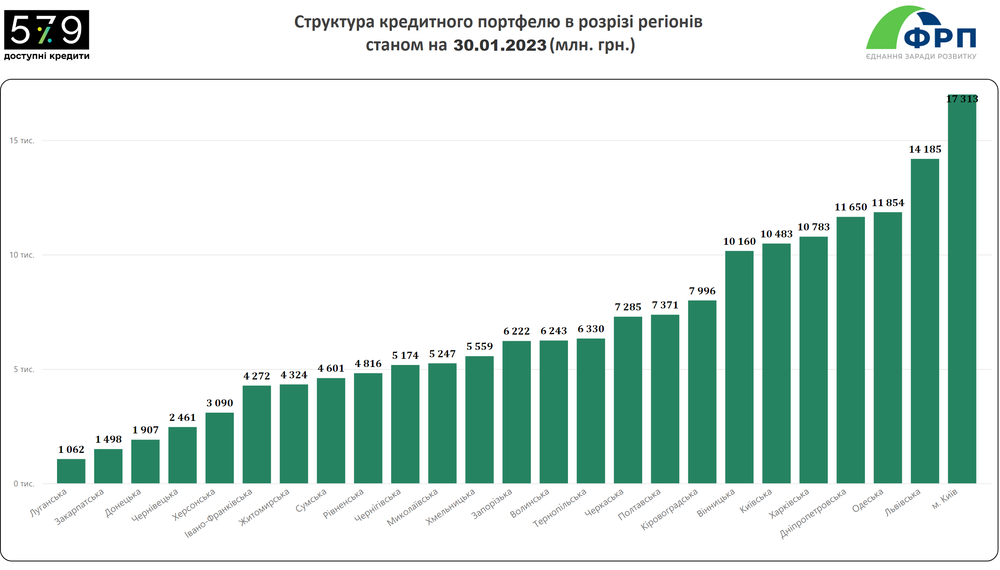 5%7%9
доступні кредити
Структура кредитного портфелю в розрізі регіонів
станом на 30.01.2023 (млн. грн.)
ФРП
ЄДНАННЯ ЗАРАДИ РОЗВИТКУ
17 313
15 тис.
14 185
11 854
11 650
10 783
10 483
10 160
10 тис.
7 996
7 371
7 285
6 330
6 243
6 222
5 559
5 247
5 174
5 тис.
4 816
4 601
4 324
4 272
3 090
2 461
1 907
1 498
1 062
0 тис.
Луганська
Закарпатська
Донецька
Чернівецька
Херсонська
Івано-Франківська
Житомирська
Сумська
Рівненська
Чернігівська
Миколаївська
Хмельницька
Запорізька
Волинська
Тернопільська
Черкаська
Полтавська
Кіровоградська
Вінницька
Київська
Харківська
Дніпропетровська
Одеська
Львівська
м. Київ